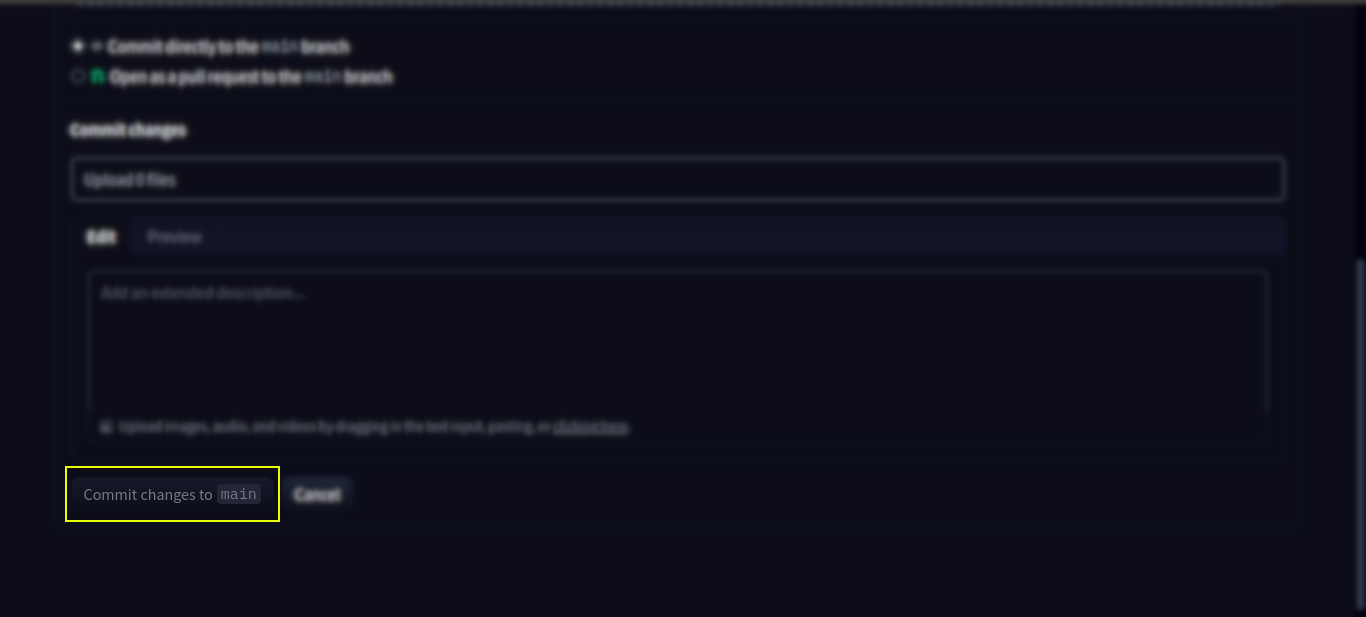 Commit directly to the main branch
Open as a pull request to the main branch
Commit changes
Upload 0 files
Edit Preview
Add an extended description...
Upload images, audio, and videos by dragging in the text input, pasting, or clicking here.
Commit changes to main Cancel